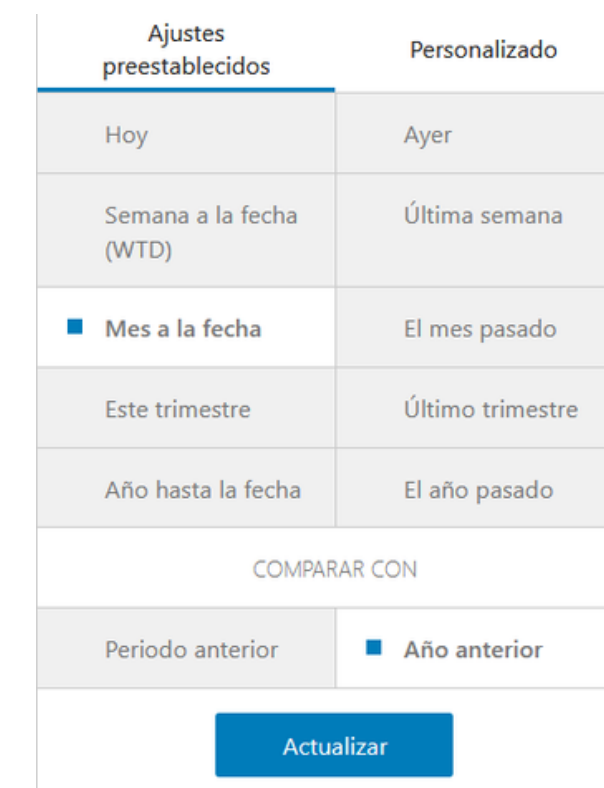 Ajustes
preestablecidos
Personalizado
Hoy
Ayer
Semana a la fecha
(WTD)
Última semana
Mes a la fecha
El mes pasado
Este trimestre
Último trimestre
Año hasta la fecha
El año pasado
COMPARAR CON
Periodo anterior
Año anterior
Actualizar